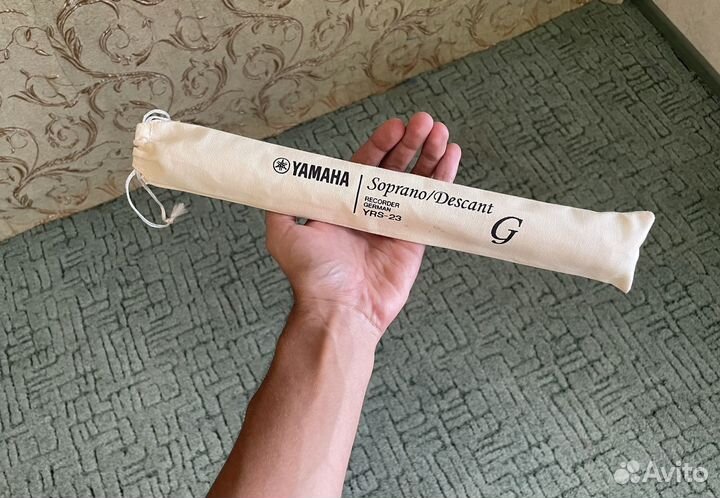 YAMAHA
Soprano/Descant
RECORDER
GERMAN
YRS-23
G
Avito